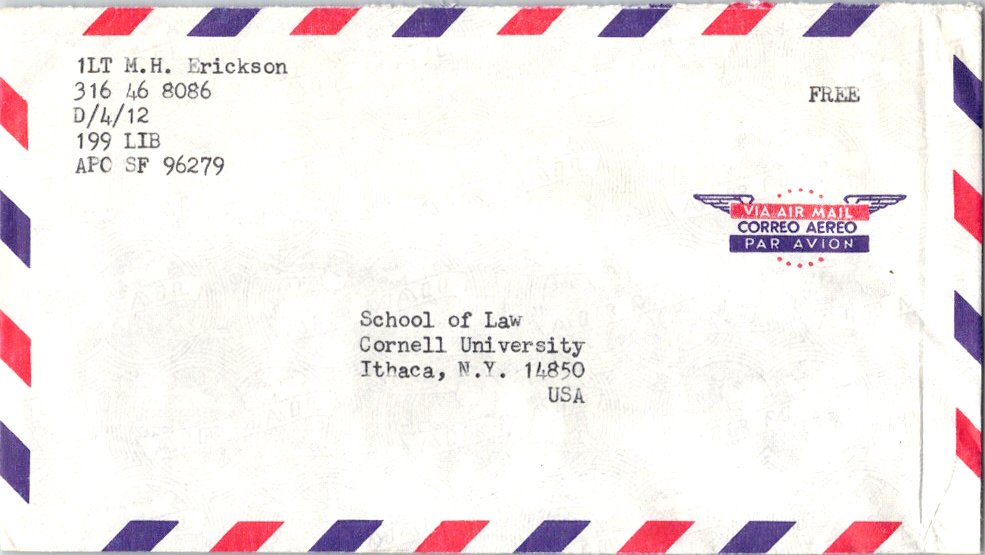 1LT M.H. Erickson
316 46 8086
D/4/12
199 LIB
APO SF 96279
FREE
VIA AIR MAIL
CORREO AEREO
PAR AVION
School of Law
Cornell University
Ithaca, N.Y. 14850
USA